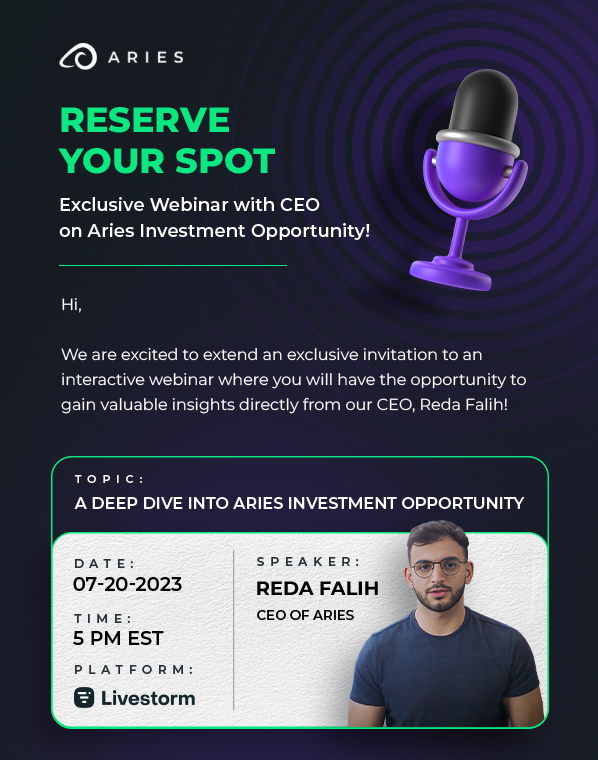 ARIES
RESERVE
YOUR SPOT
Exclusive Webinar with CEO
on Aries Investment Opportunity!
Hi,
We are excited to extend an exclusive invitation to an
interactive webinar where you will have the opportunity to
gain valuable insights directly from our CEO, Reda Falih!
TOPIC:
A DEEP DIVE INTO ARIES INVESTMENT OPPORTUNITY
DATE:
07-20-2023
TIME:
5 PM EST
PLATFORM:
Livestorm
SPEAKER:
REDA FALIH
CEO OF ARIES